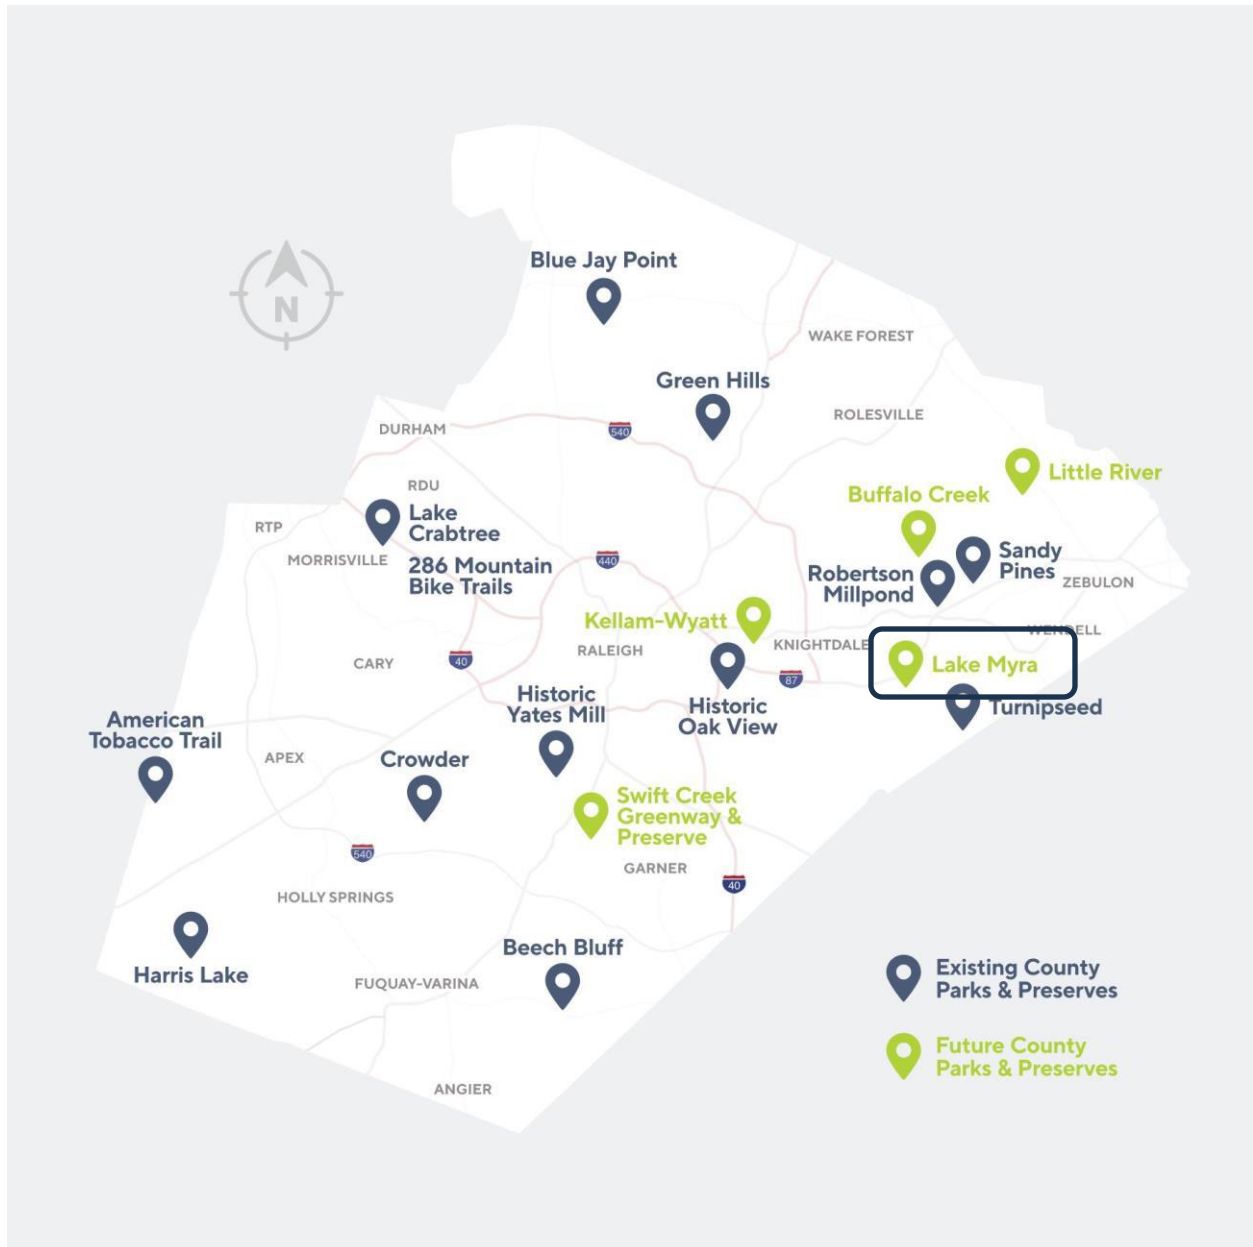 Blue Jay Point
N
WAKE FOREST
Green Hills
ROLESVILLE
DURHAM
540
Little River
RDU
Buffalo Creek
Lake
Crabtree
RTP
MORRISVILLE
286 Mountain
Bike Trails
440
Sandy
Pines
Robertson
Millpond
ZEBULON
Kellam-Wyatt
KNIGHTDALE
WENDELL
RALEIGH
CARY
40
87
Lake Myra
Historic
Yates Mill
Historic
Oak View
Turnipseed
American
Tobacco Trail
APEX
Crowder
Swift Creek
Greenway &
Preserve
540
GARNER
40
HOLLY SPRINGS
Harris Lake
Beech Bluff
FUQUAY-VARINA
ANGIER
Existing County
Parks & Preserves
Future County
Parks & Preserves